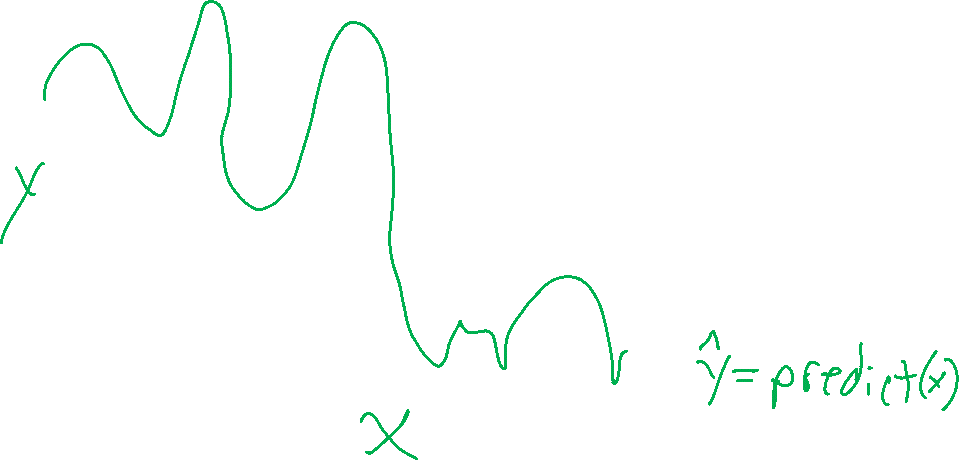 y
ŷ = predict(x)
x